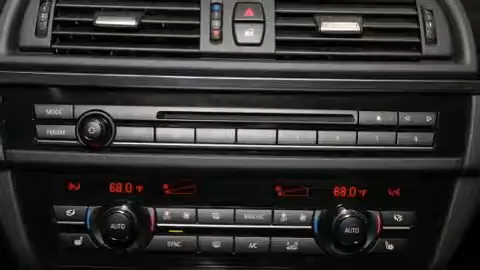 MODE
FM/AM
68.0 °F 68.0 °F
MAX A/C
AUTO AUTO
SYNC A/C